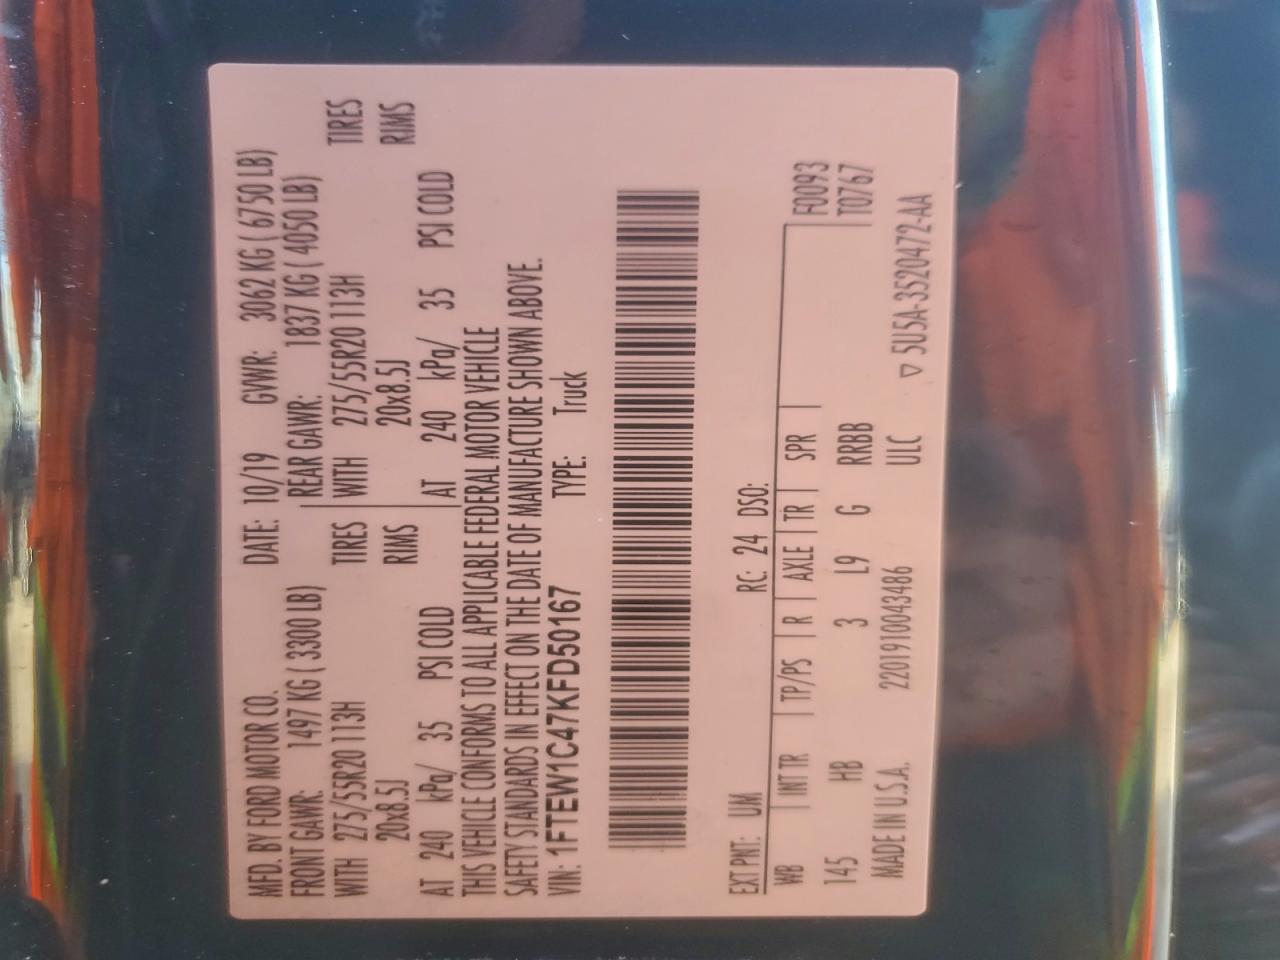 MFD. BY FORD MOTOR CO. DATE: 10/19 GVWR: 3062 KG ( 6750 LB)
FRONT GAWR: 1497 KG ( 3300 LB) REAR GAWR: 1837 KG ( 4050 LB)
WITH 275/55R20 113H TIRES WITH 275/55R20 113H TIRES
20x8.5J RIMS 20x8.5J RIMS
AT 240 kPa/ 35 PSI COLD AT 240 kPa/ 35 PSI COLD
THIS VEHICLE CONFORMS TO ALL APPLICABLE FEDERAL MOTOR VEHICLE
SAFETY STANDARDS IN EFFECT ON THE DATE OF MANUFACTURE SHOWN ABOVE.
VIN: 1FTEW1C47KFD50167 TYPE: Truck
EXT PNT: UM RC: 24 DSO:
WB INT TR TP/PS R AXLE TR SPR F0093
145 HB 3 L9 G RRBB T0767
MADE IN U.S.A. 2201910043486 ULC ▽ 5U5A-3520472-AA